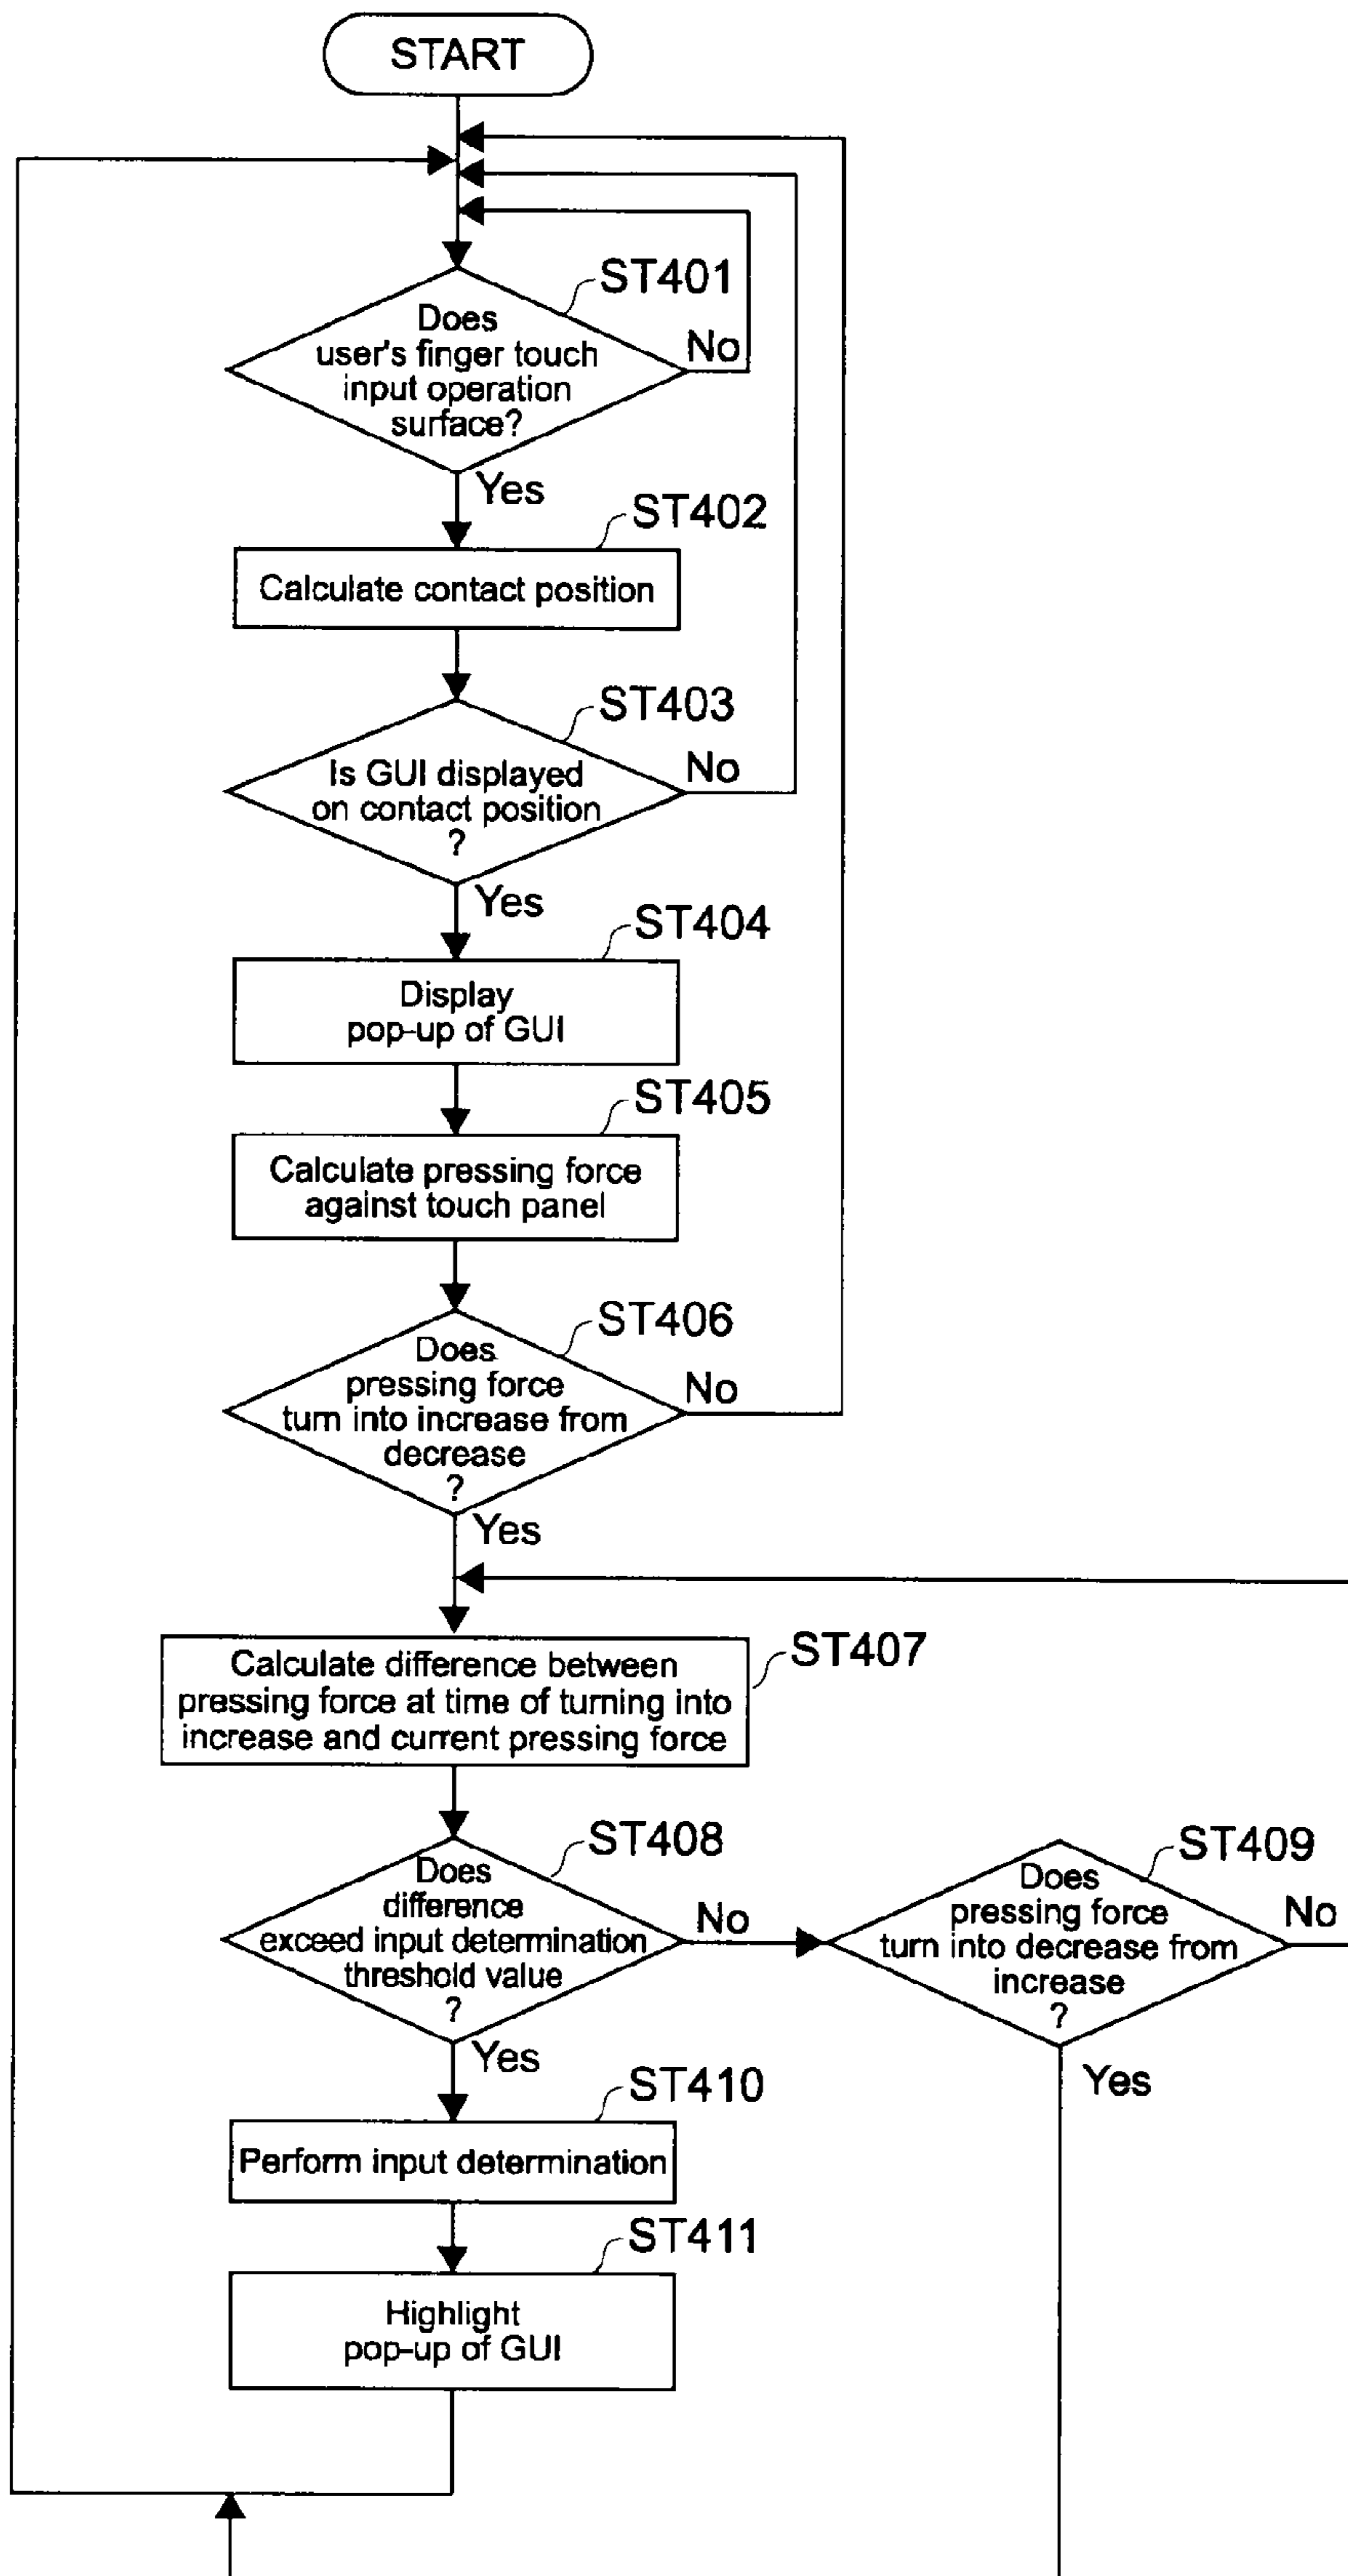 START
ST401
Does
user's finger touch
input operation
surface?
No
Yes
ST402
Calculate contact position
ST403
Is GUI displayed
on contact position
?
No
Yes
ST404
Display
pop-up of GUI
ST405
Calculate pressing force
against touch panel
ST406
Does
pressing force
turn into increase from
decrease
?
No
Yes
ST407
Calculate difference between
pressing force at time of turning into
increase and current pressing force
ST408
Does
difference
exceed input determination
threshold value
?
No
Yes
ST409
Does
pressing force
turn into decrease from
increase
?
No
Yes
ST410
Perform input determination
ST411
Highlight
pop-up of GUI